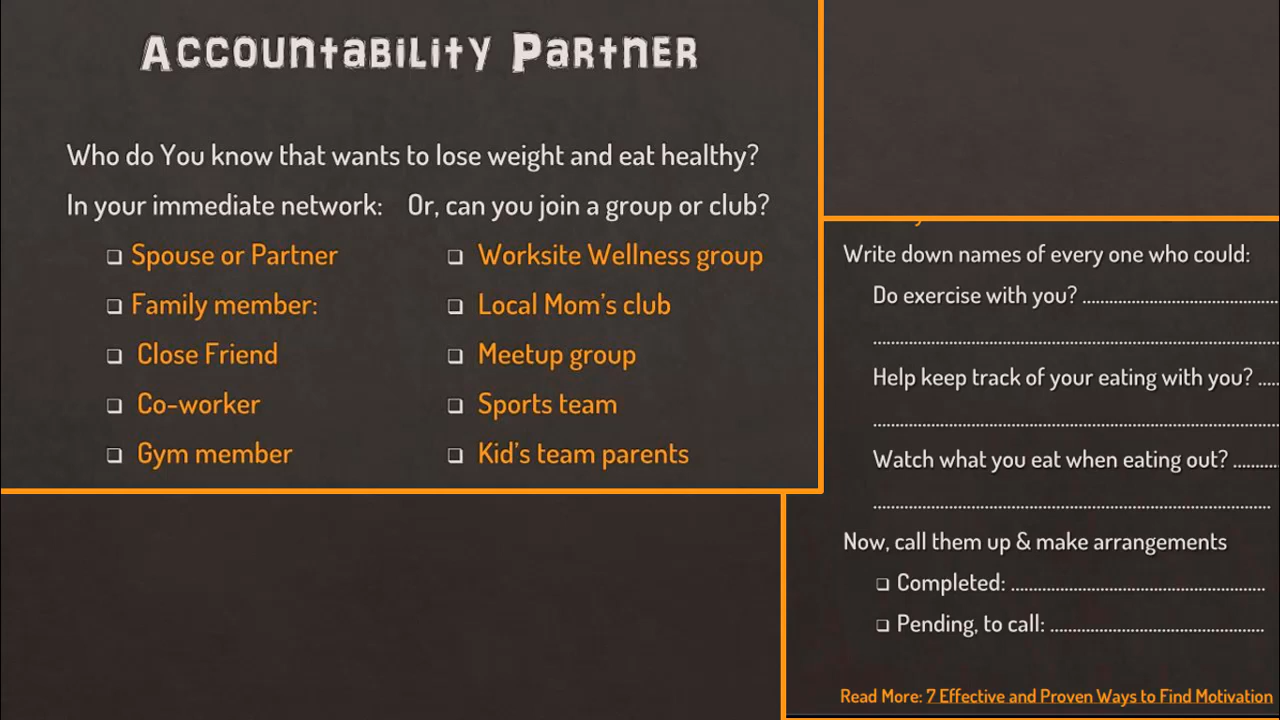 Accountability Partner
Who do You know that wants to lose weight and eat healthy?
In your immediate network: Or, can you join a group or club?
❑ Spouse or Partner
❑ Family member:
❑ Close Friend
❑ Co-worker
❑ Gym member
❑ Worksite Wellness group
❑ Local Mom's club
❑ Meetup group
❑ Sports team
❑ Kid's team parents
Write down names of every one who could:
Do exercise with you? ..................................................
..................................................................................
Help keep track of your eating with you? .....
..................................................................................
Watch what you eat when eating out? ..........
..................................................................................
Now, call them up & make arrangements
❑ Completed: ..................................................
❑ Pending, to call: ..........................................
Read More: 7 Effective and Proven Ways to Find Motivation